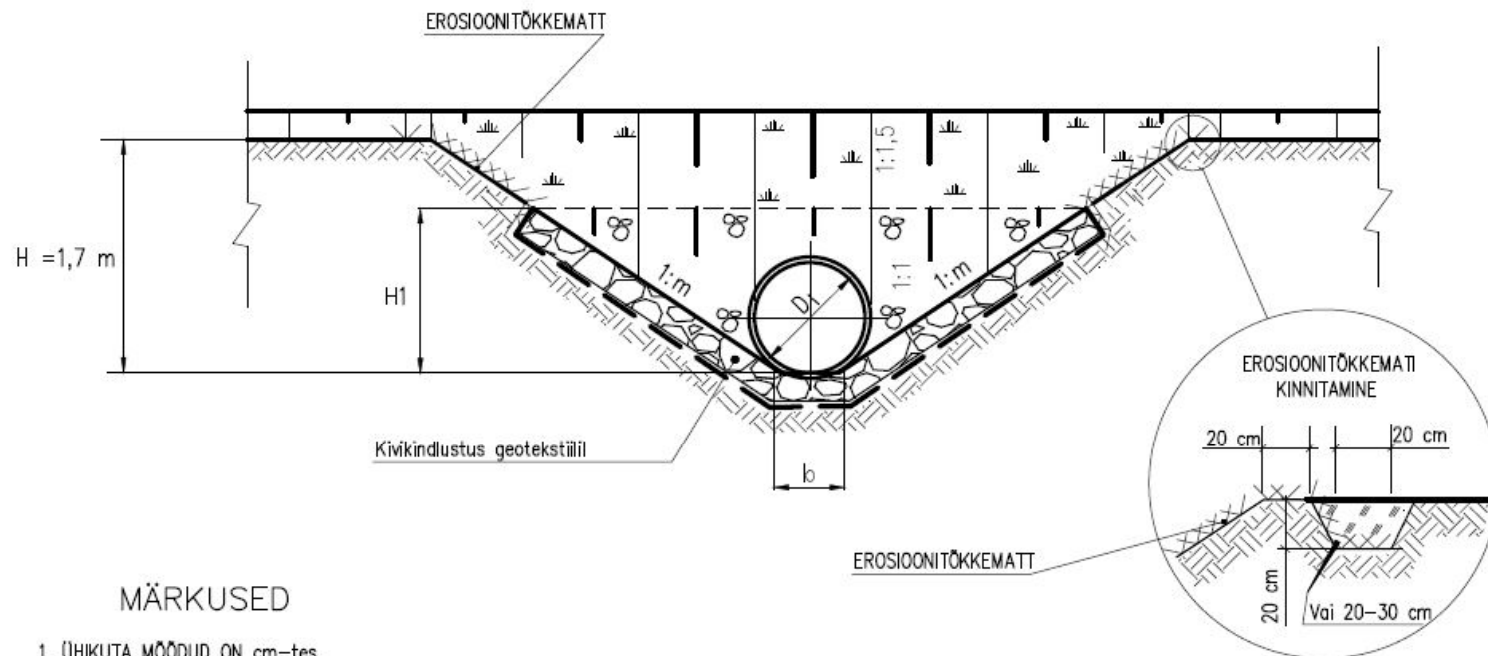 EROSIOONITÕKKEMATT
1:1,5
H =1,7 m
H1
1:m
D1
1:1
1:m
Kivikindlustus geotekstiilil
b
EROSIOONITÕKKEMATI
KINNITAMINE
20 cm
20 cm
EROSIOONITÕKKEMATT
20 cm
Vai 20-30 cm
MÄRKUSED
1. ÜHIKUTA MÕÕDUD ON cm-tes